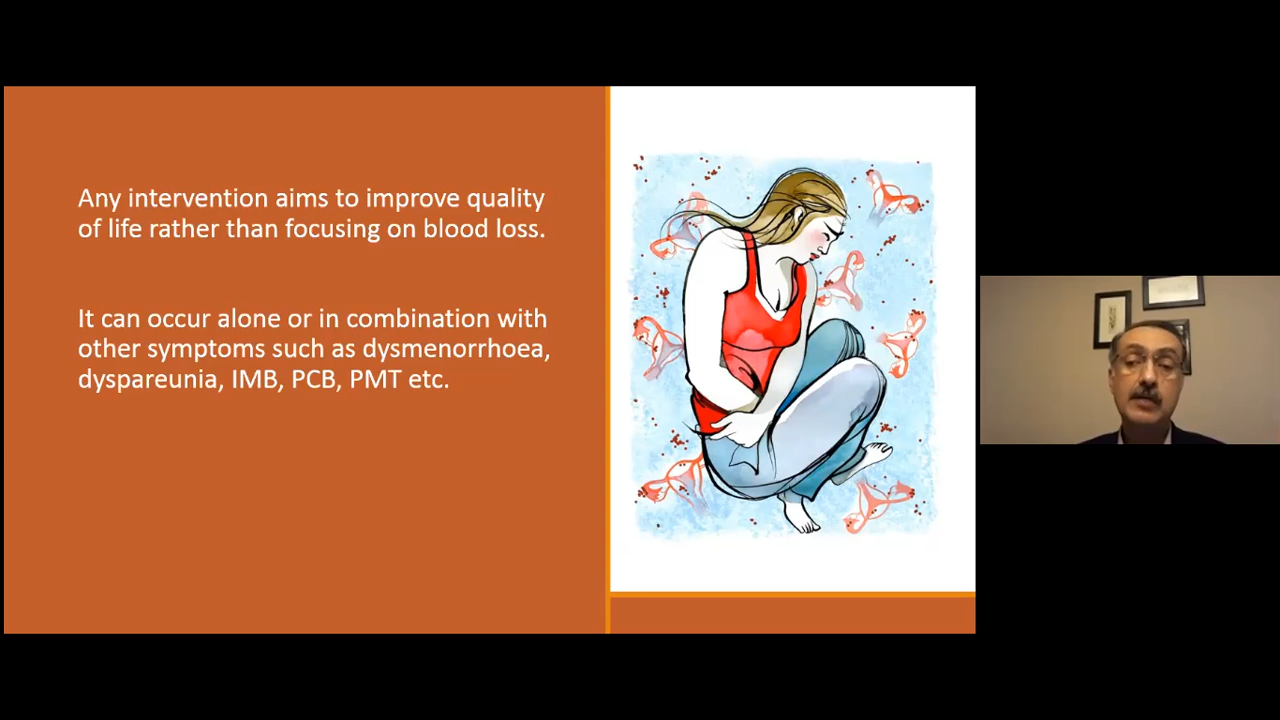 Any intervention aims to improve quality
of life rather than focusing on blood loss.
It can occur alone or in combination with
other symptoms such as dysmenorrhoea,
dyspareunia, IMB, PCB, PMT etc.